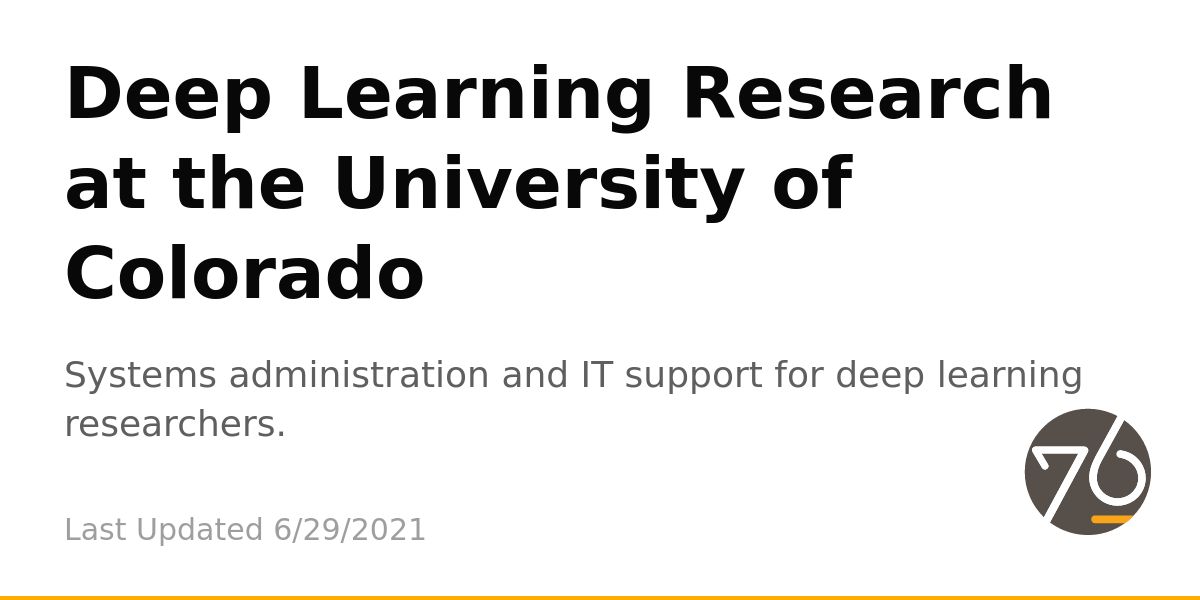 Deep Learning Research
at the University of
Colorado
Systems administration and IT support for deep learning
researchers.
76
Last Updated 6/29/2021